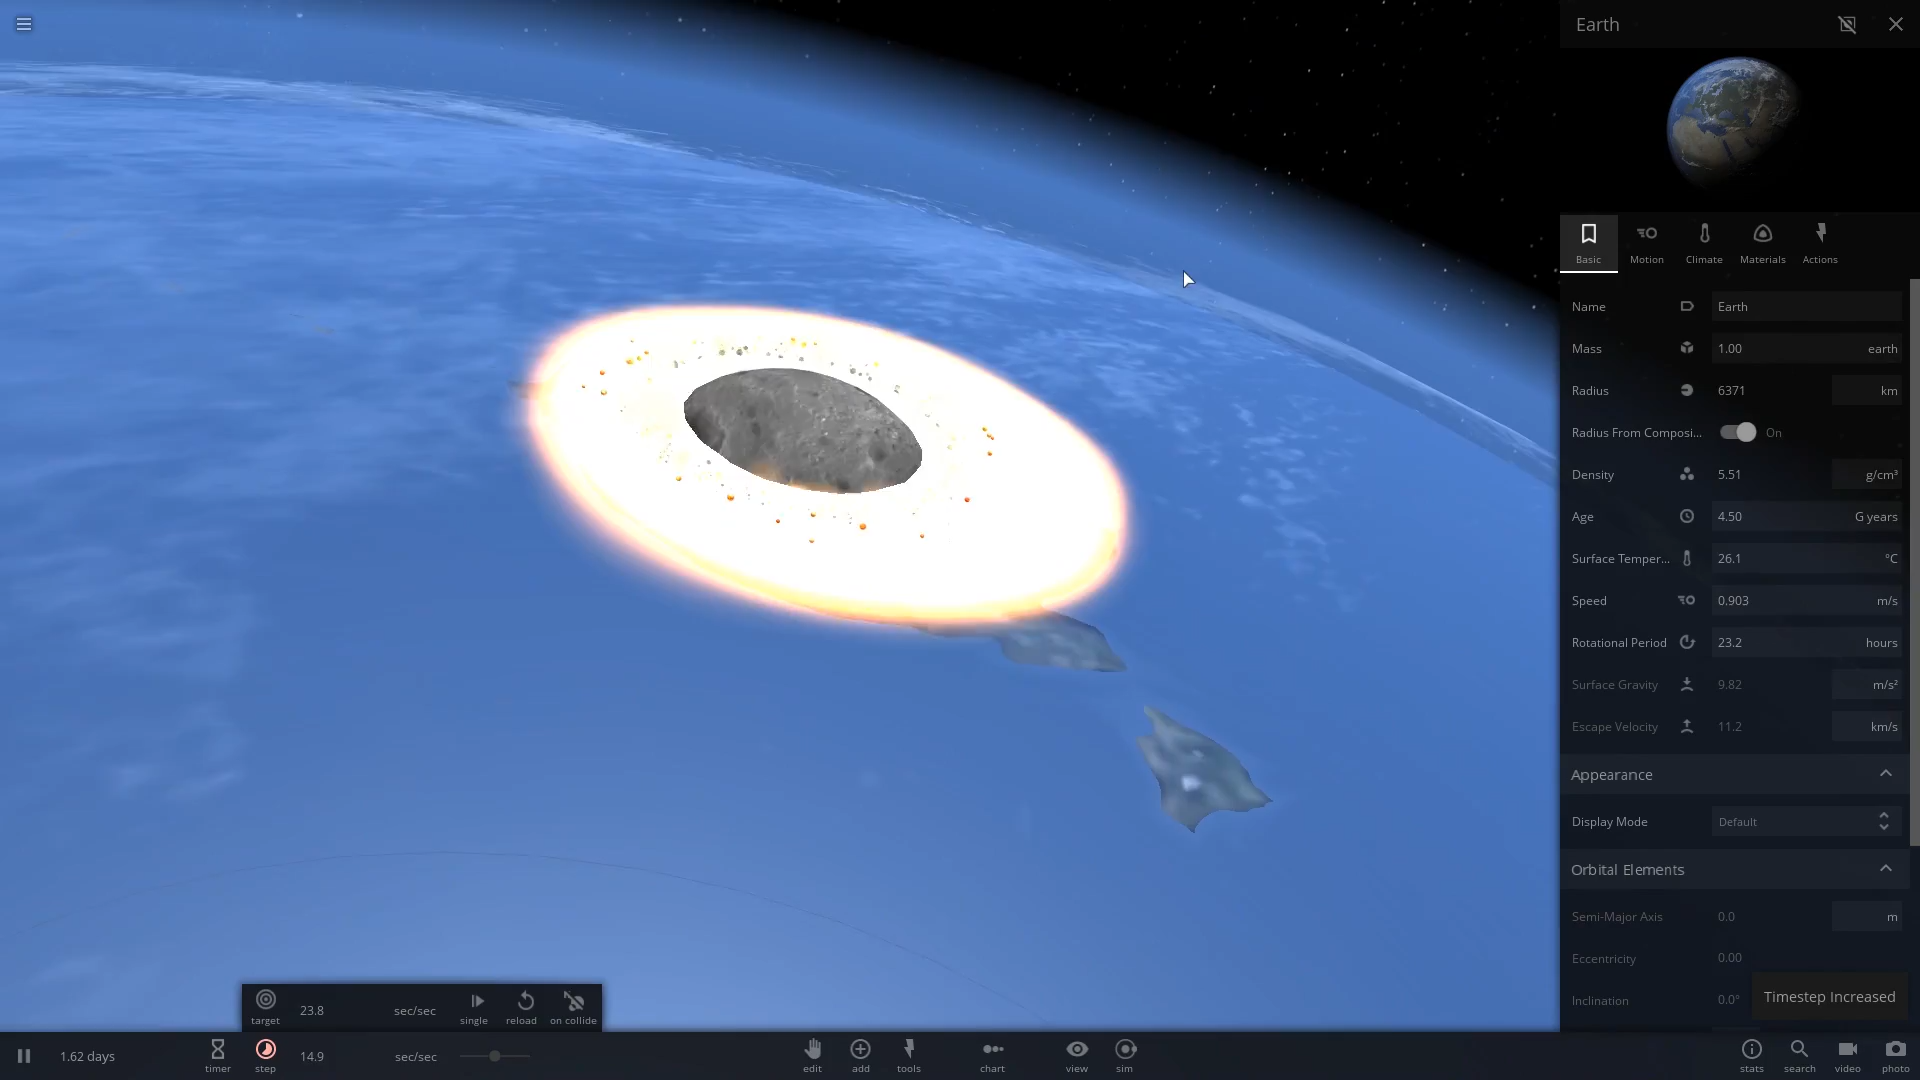 Earth
Basic
Motion
Climate
Materials
Actions
Name Earth
Mass 1.00 earth
Radius 6371 km
Radius From Composi... On
Density 5.51 g/cm³
Age 4.50 G years
Surface Temper... 26.1 °C
Speed 0.903 m/s
Rotational Period 23.2 hours
Surface Gravity 9.82 m/s²
Escape Velocity 11.2 km/s
Appearance
Display Mode Default
Orbital Elements
Semi-Major Axis 0.0 m
Eccentricity 0.00
Inclination 0.0°
Timestep Increased
target 23.8 sec/sec single reload on collide
1.62 days timer step 14.9 sec/sec edit add tools chart view sim stats search video photo